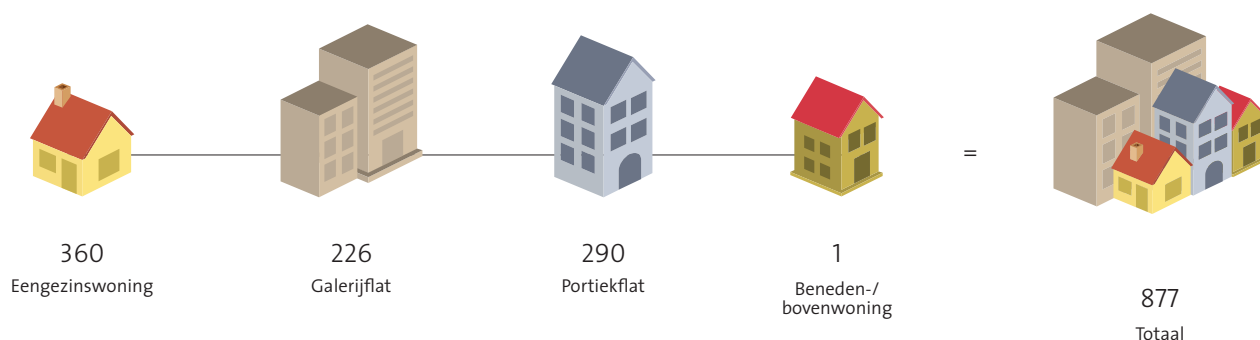 360
Eengezinswoning
226
Galerijflat
290
Portiekflat
1
Beneden-/
bovenwoning
=
877
Totaal